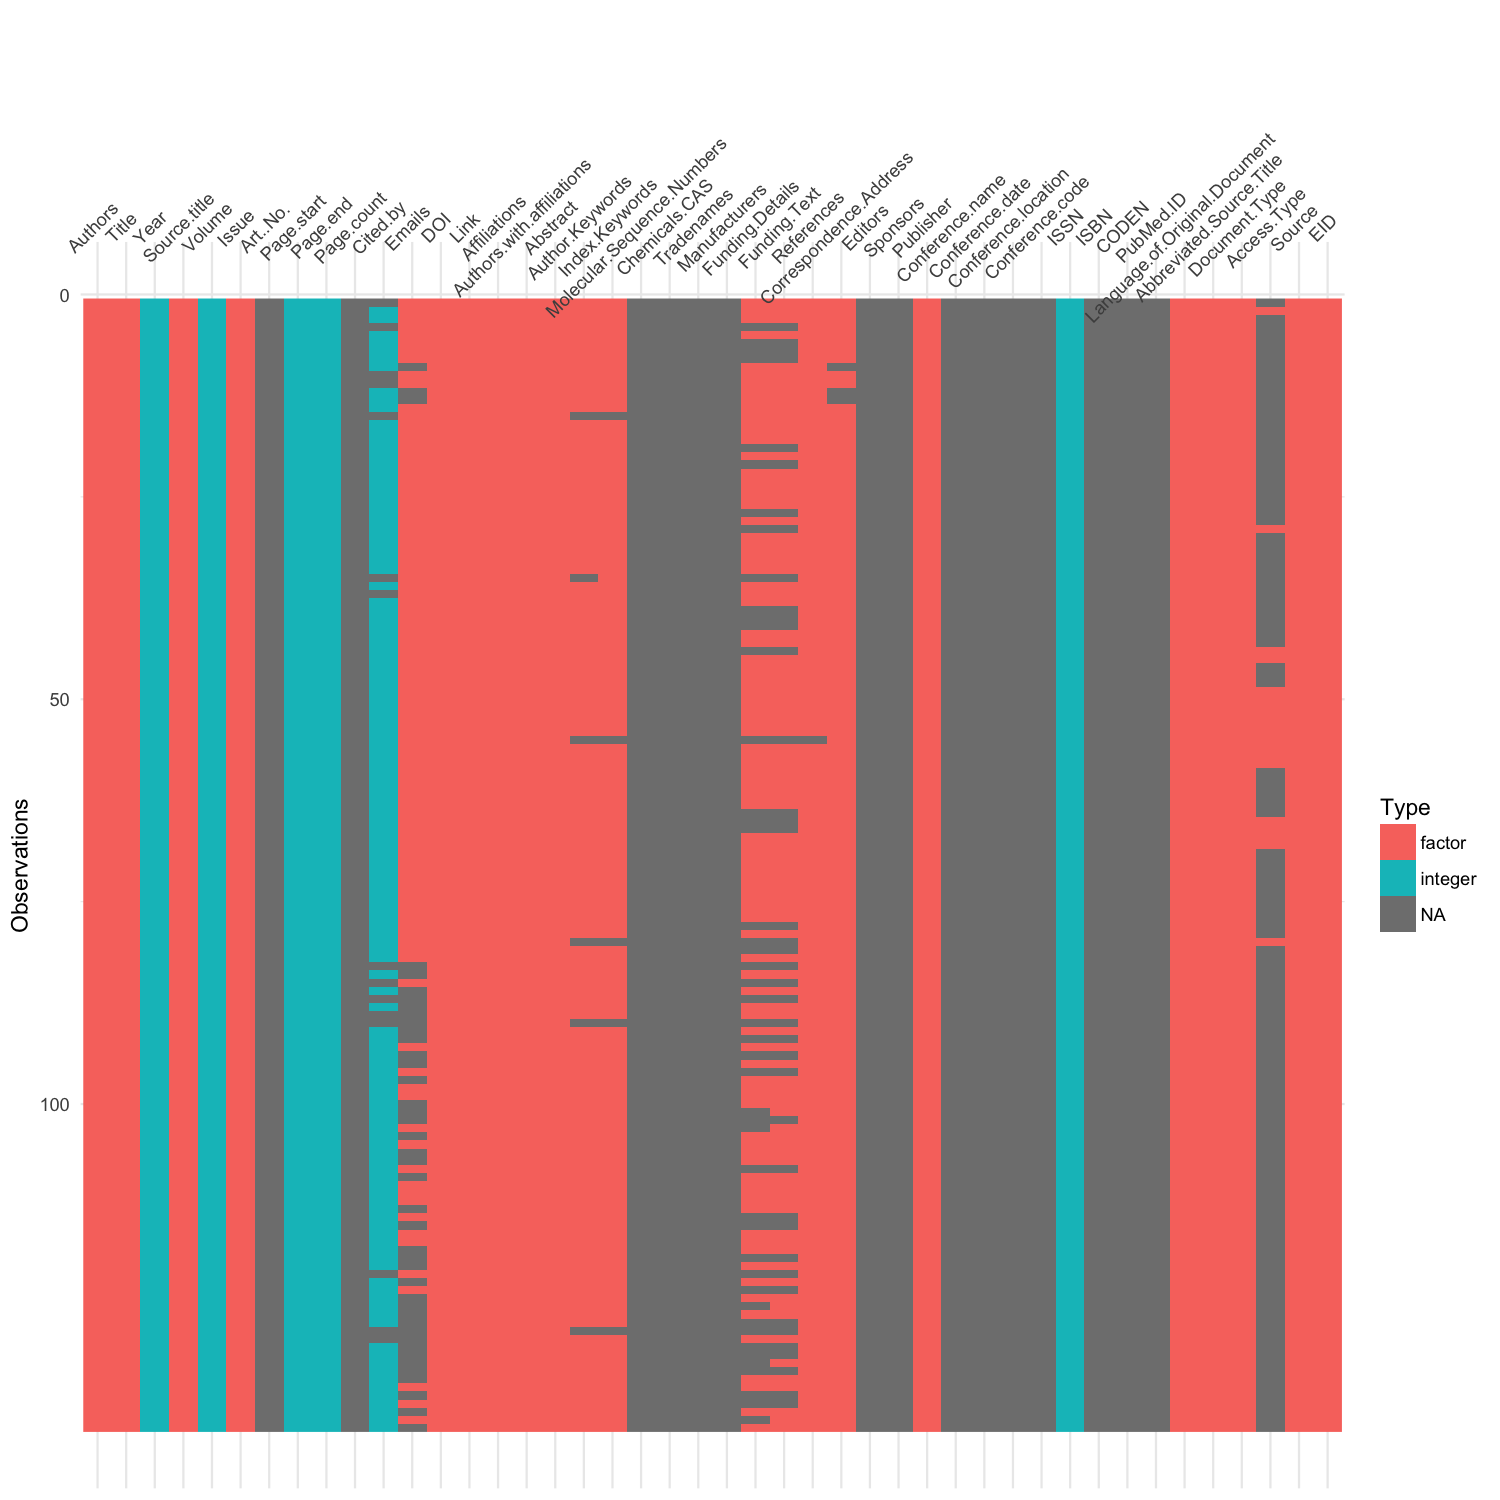 Authors
Title
Year
Source.title
Volume
Issue
Art..No.
Page.start
Page.end
Page.count
Cited.by
Emails
DOI
Link
Affiliations
Authors.with.affiliations
Abstract
Author.Keywords
Index.Keywords
Molecular.Sequence.Numbers
Chemicals.CAS
Tradenames
Manufacturers
Funding.Details
Funding.Text
References
Correspondence.Address
Editors
Sponsors
Publisher
Conference.name
Conference.date
Conference.location
Conference.code
ISSN
ISBN
CODEN
PubMed.ID
Language.of.Original.Document
Abbreviated.Source.Title
Document.Type
Access.Type
Source
EID
0
50
100
Observations
Type
factor
integer
NA